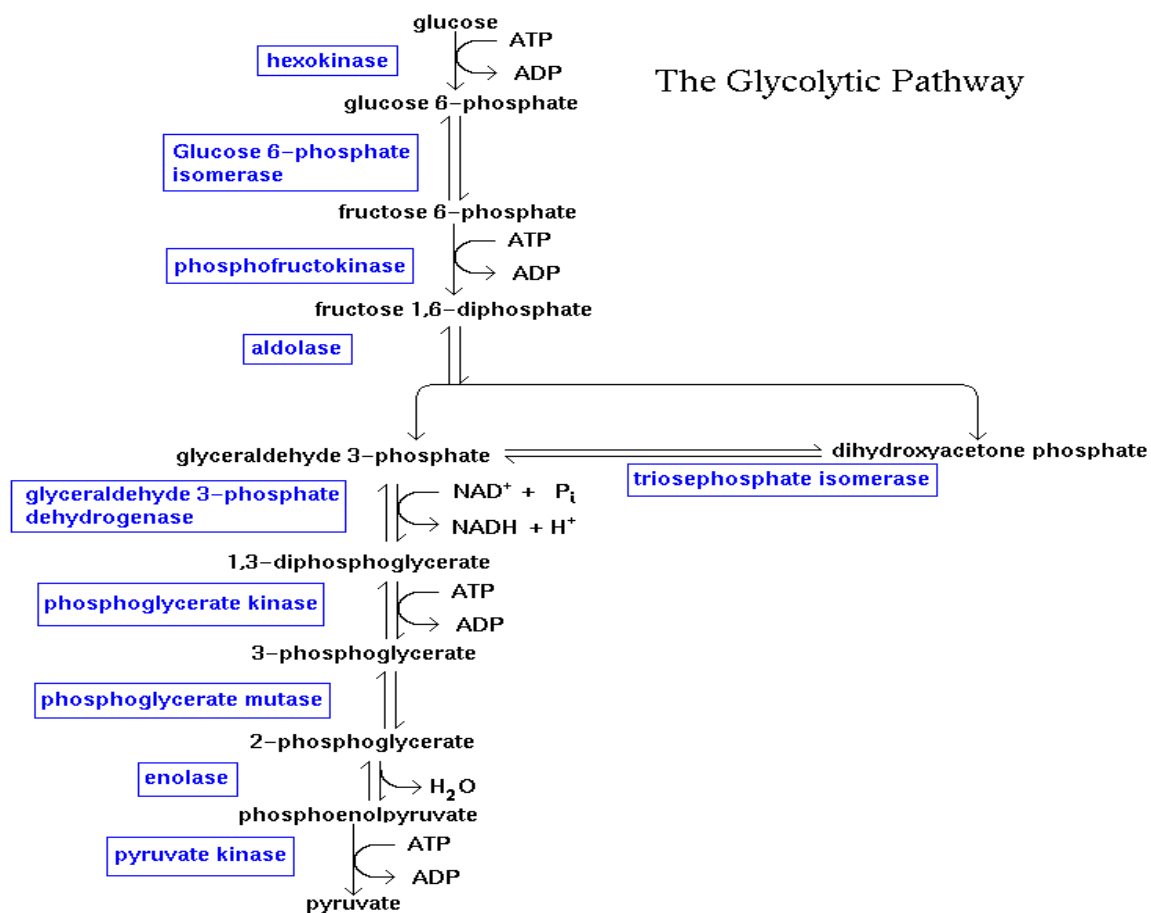 glucose
ATP
hexokinase
ADP
The Glycolytic Pathway
glucose 6-phosphate
Glucose 6-phosphate
isomerase
fructose 6-phosphate
ATP
phosphofructokinase
ADP
fructose 1,6-diphosphate
aldolase
glyceraldehyde 3-phosphate
dihydroxyacetone phosphate
triosephosphate isomerase
glyceraldehyde 3-phosphate
dehydrogenase
NAD⁺ + Pᵢ
NADH + H⁺
1,3-diphosphoglycerate
phosphoglycerate kinase
ATP
ADP
3-phosphoglycerate
phosphoglycerate mutase
2-phosphoglycerate
enolase
H₂O
phosphoenolpyruvate
ATP
pyruvate kinase
ADP
pyruvate